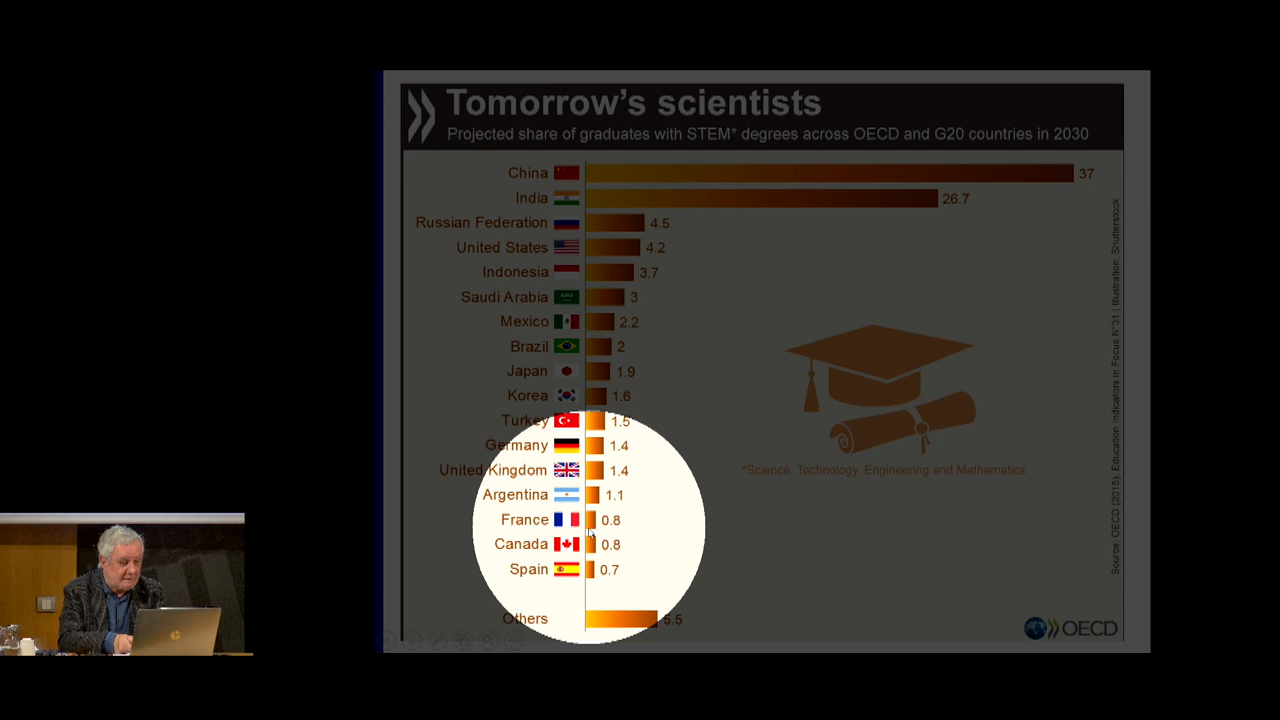 Tomorrow's scientists
Projected share of graduates with STEM* degrees across OECD and G20 countries in 2030
China 37
India 26.7
Russian Federation 4.5
United States 4.2
Indonesia 3.7
Saudi Arabia 3
Mexico 2.2
Brazil 2
Japan 1.9
Korea 1.6
Turkey 1.5
Germany 1.4
United Kingdom 1.4
Argentina 1.1
France 0.8
Canada 0.8
Spain 0.7
Others 5.5
*Science, Technology, Engineering and Mathematics
Source: OECD (2015), Education Indicators in Focus N°31 | Illustration: Shutterstock
OECD
hp